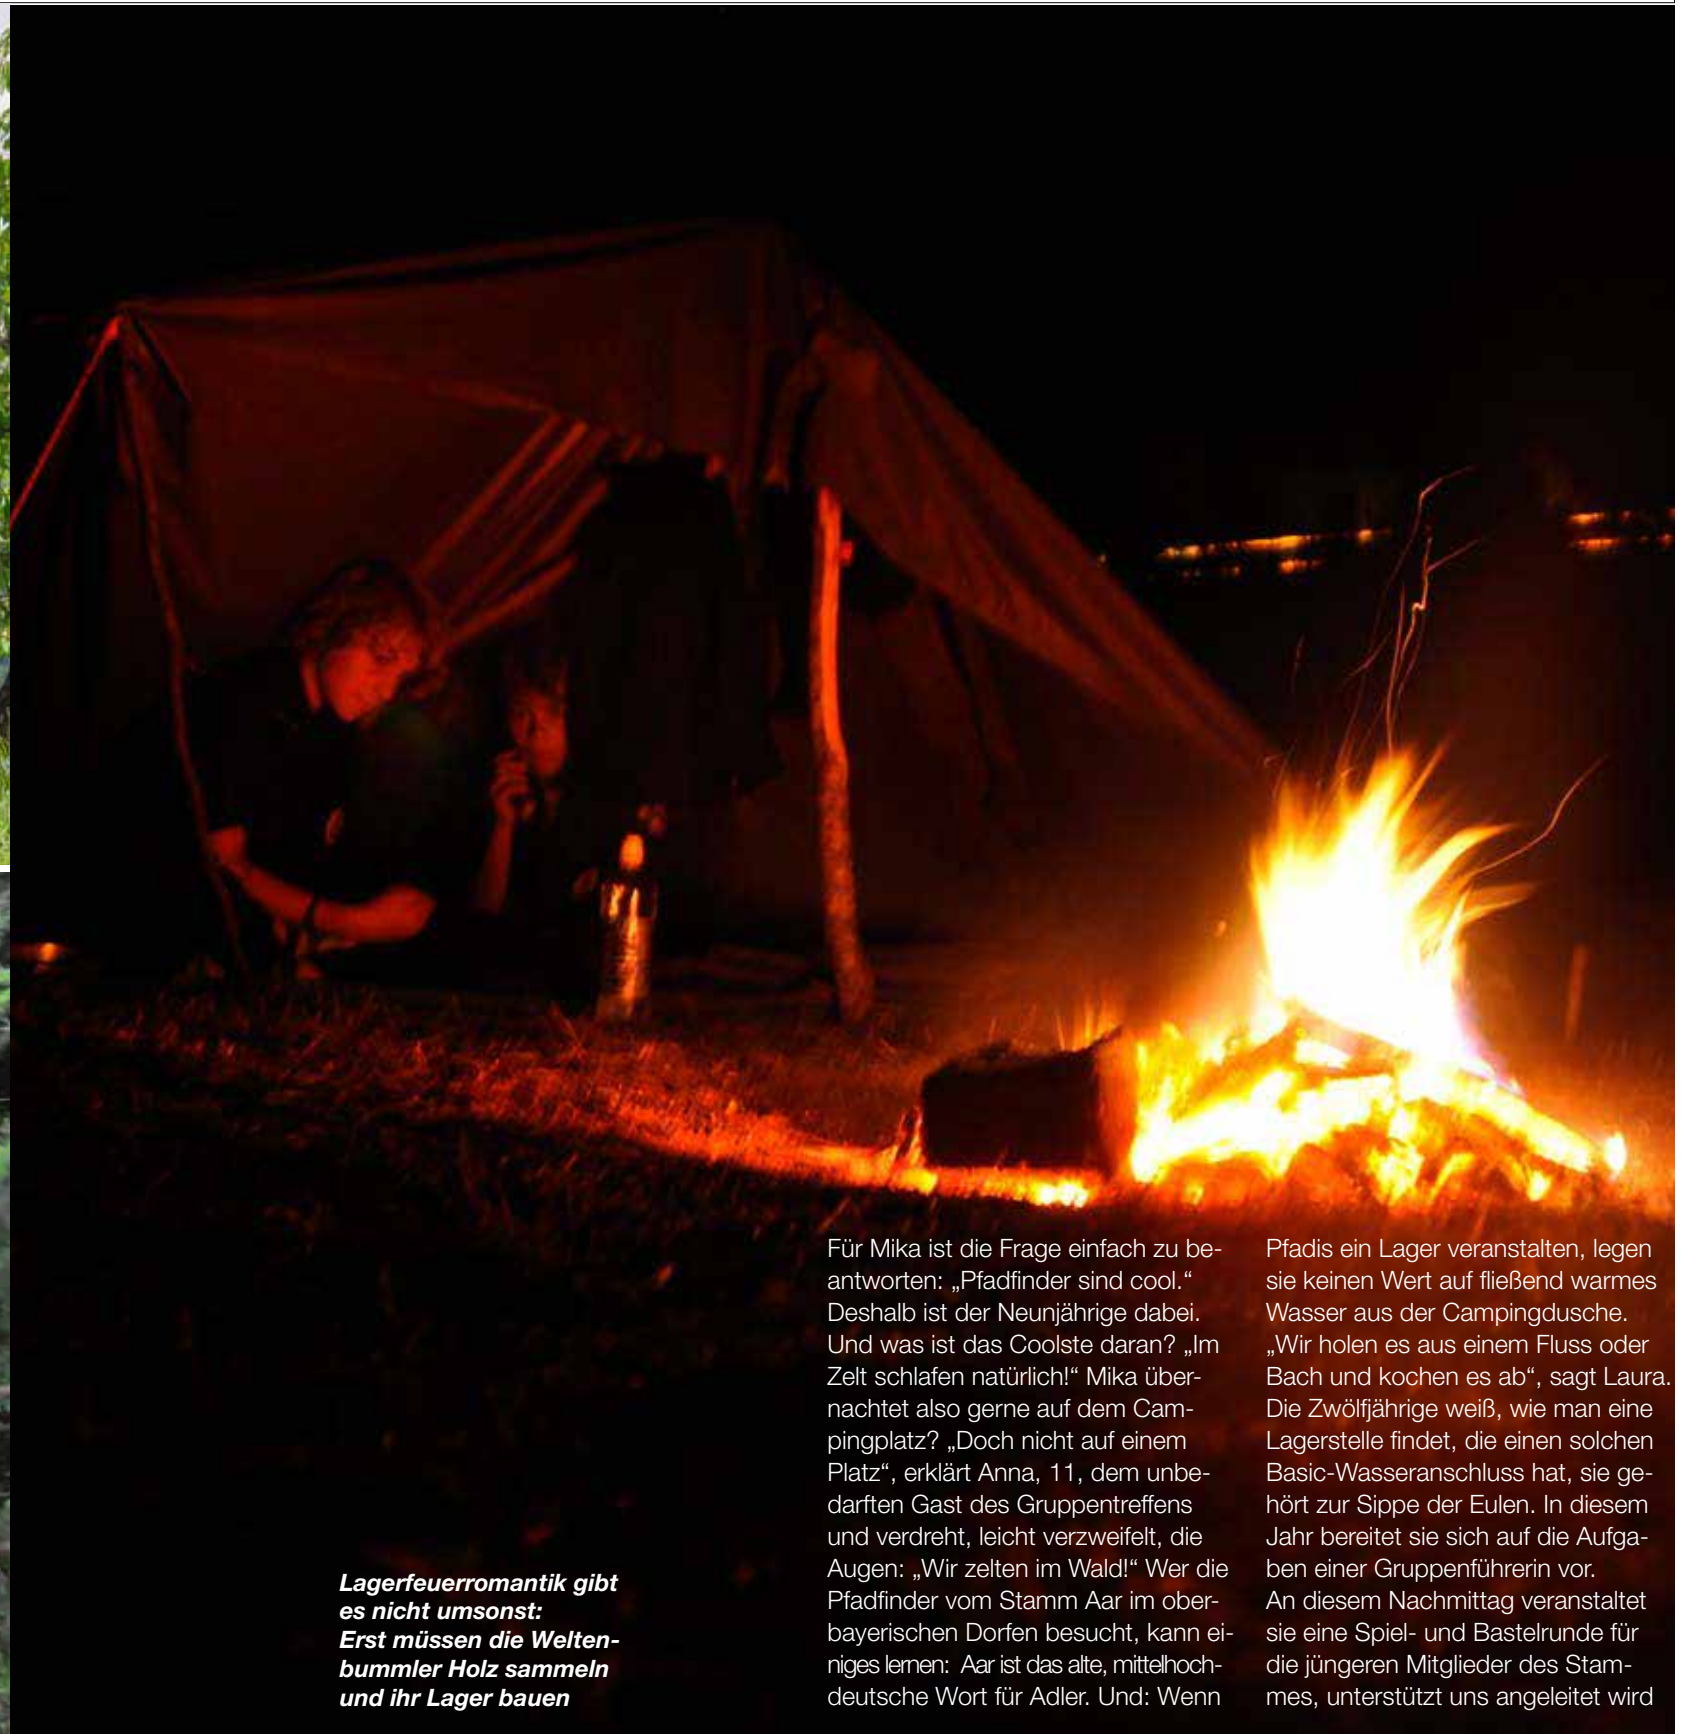 Lagerfeuerromantik gibt
es nicht umsonst:
Erst müssen die Welten-
bummler Holz sammeln
und ihr Lager bauen
Für Mika ist die Frage einfach zu be-
antworten: „Pfadfinder sind cool.“
Deshalb ist der Neunjährige dabei.
Und was ist das Coolste daran? „Im
Zelt schlafen natürlich!“ Mika über-
nachtet also gerne auf dem Cam-
pingplatz? „Doch nicht auf einem
Platz“, erklärt Anna, 11, dem unbe-
darften Gast des Gruppentreffens
und verdreht, leicht verzweifelt, die
Augen: „Wir zelten im Wald!“ Wer die
Pfadfinder vom Stamm Aar im ober-
bayerischen Dorfen besucht, kann ei-
niges lernen: Aar ist das alte, mittelhoch-
deutsche Wort für Adler. Und: Wenn
Pfadis ein Lager veranstalten, legen
sie keinen Wert auf fließend warmes
Wasser aus der Campingdusche.
„Wir holen es aus einem Fluss oder
Bach und kochen es ab“, sagt Laura.
Die Zwölfjährige weiß, wie man eine
Lagerstelle findet, die einen solchen
Basic-Wasseranschluss hat, sie ge-
hört zur Sippe der Eulen. In diesem
Jahr bereitet sie sich auf die Aufga-
ben einer Gruppenführerin vor.
An diesem Nachmittag veranstaltet
sie eine Spiel- und Bastelrunde für
die jüngeren Mitglieder des Stam-
mes, unterstützt uns angeleitet wird